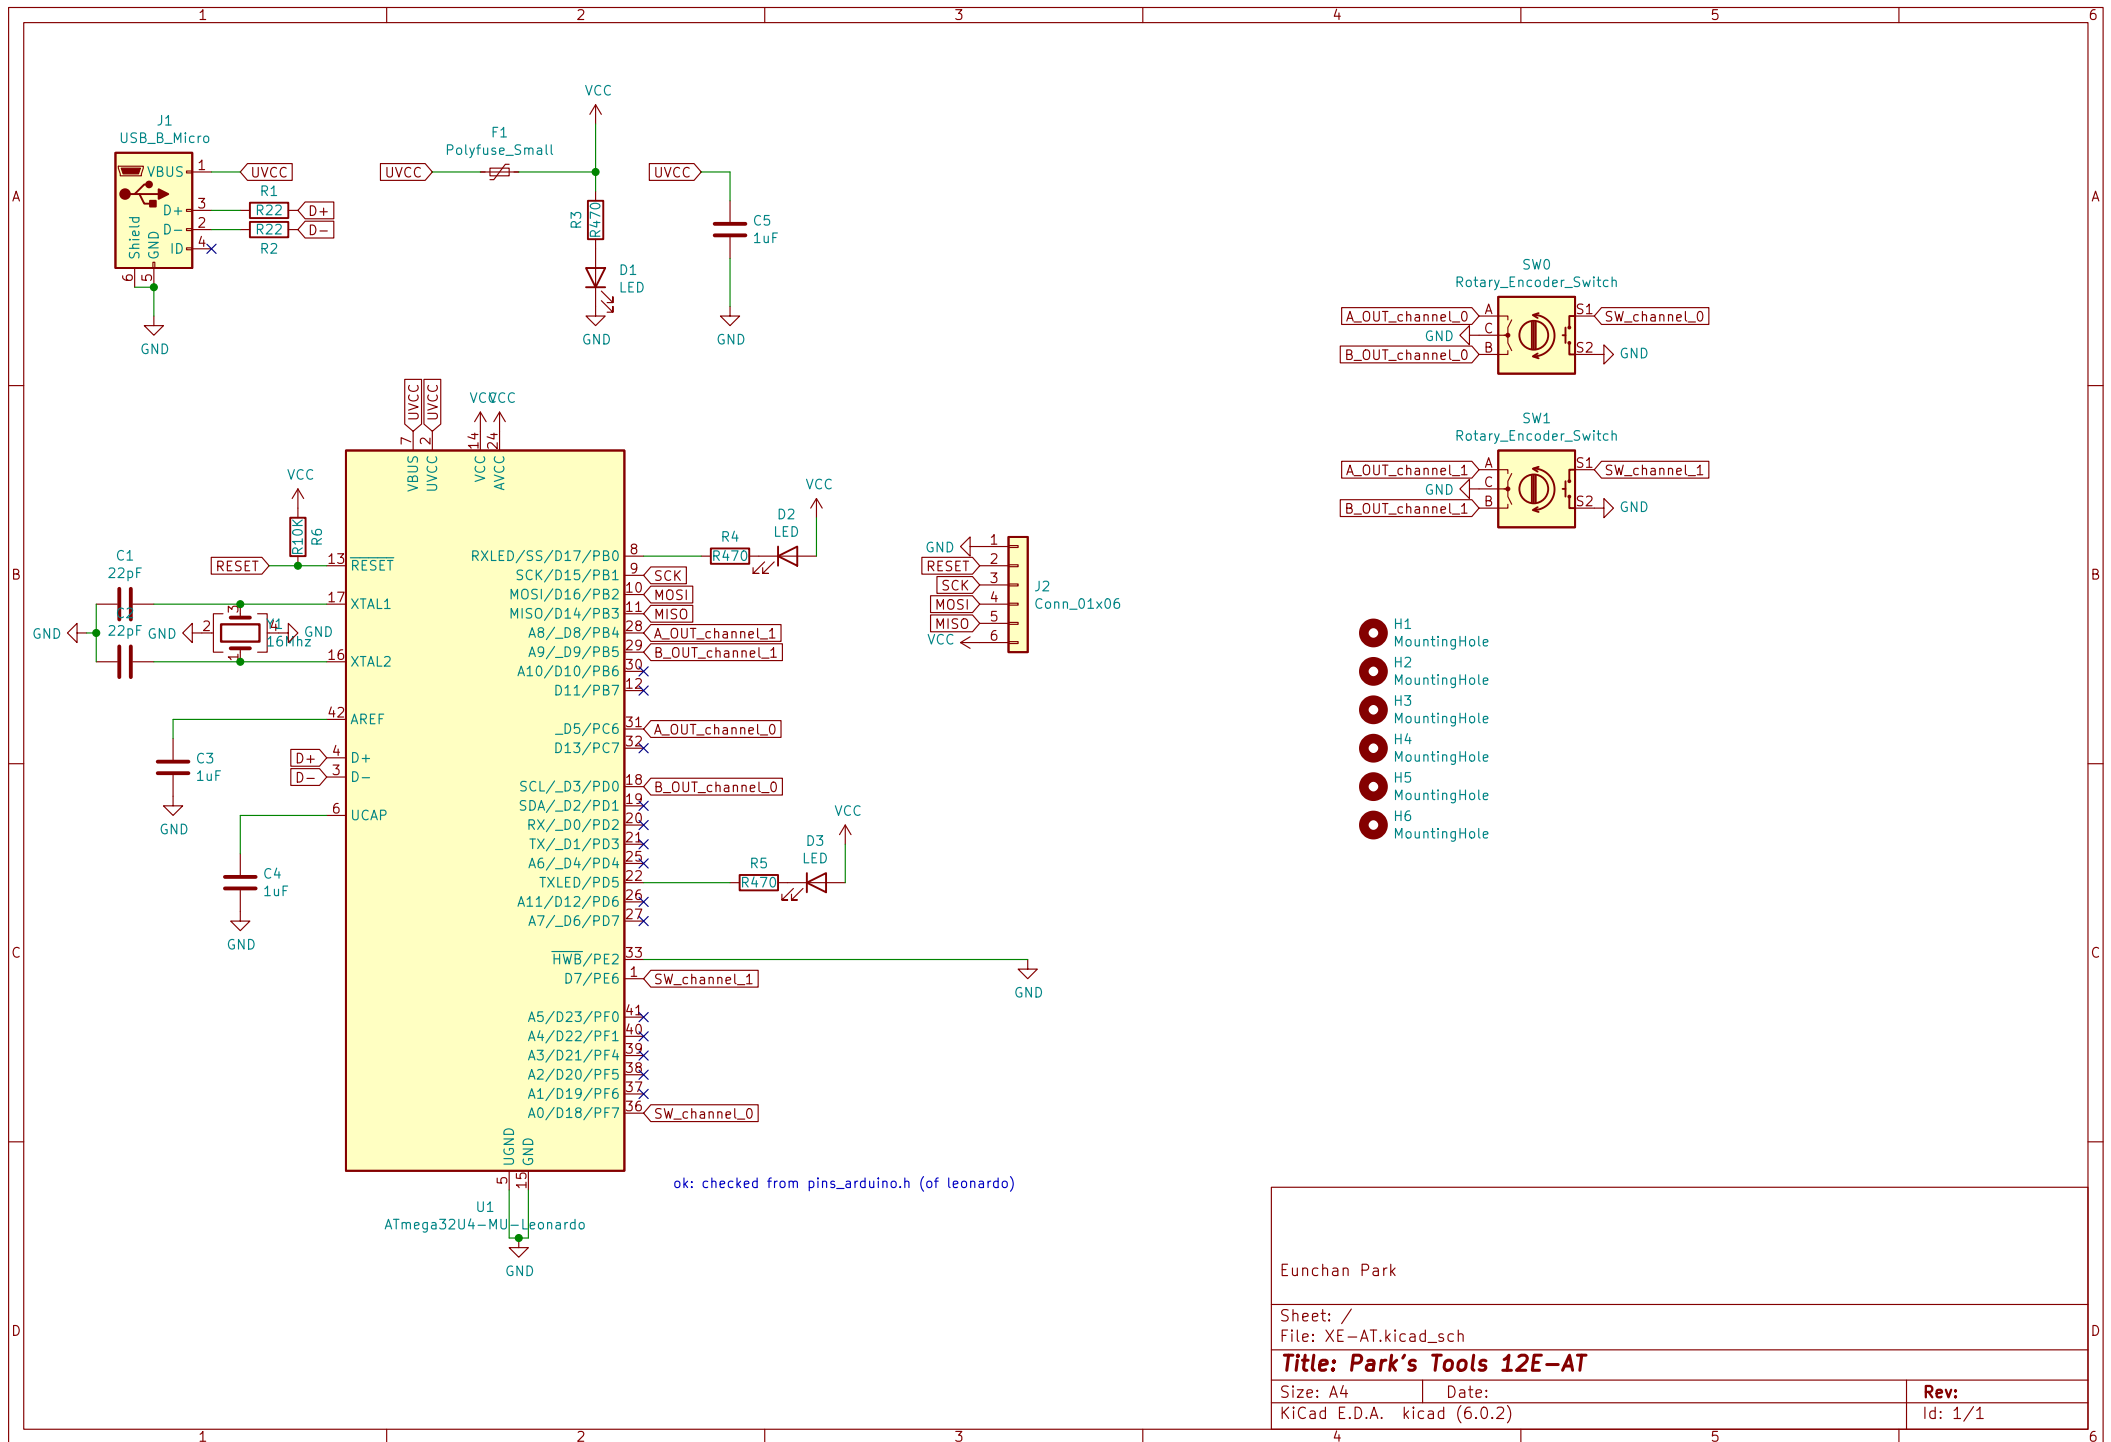 1 2 3 4 5 6
A
B
C
D
A
B
C
D
1 2 3 4 5 6
J1
USB_B_Micro
VBUS 1
UVCC
R1
D+ 3
R22
D+
D- 2
R22
D-
ID 4
R2
Shield
GND
6
5
GND
VCC
F1
Polyfuse_Small
UVCC
R3
R470
D1
LED
GND
UVCC
C5
1uF
GND
SW0
Rotary_Encoder_Switch
A_OUT_channel_0
A
S1
SW_channel_0
GND
C
B_OUT_channel_0
B
S2
GND
SW1
Rotary_Encoder_Switch
A_OUT_channel_1
A
S1
SW_channel_1
GND
C
B_OUT_channel_1
B
S2
GND
UVCC
UVCC
VCC
VCC
7
2
14
24
VBUS
UVCC
VCC
AVCC
VCC
R10K
R6
RESET
13
RESET
C1
22pF
17
XTAL1
C2
22pF
GND
GND
2
3
Y1
16Mhz
4
1
GND
16
XTAL2
42
AREF
C3
1uF
GND
D+
4
D+
D-
3
D-
6
UCAP
C4
1uF
GND
RXLED/SS/D17/PB0 8
R4
R470
D2
LED
VCC
SCK/D15/PB1 9 SCK
MOSI/D16/PB2 10 MOSI
MISO/D14/PB3 11 MISO
A8/_D8/PB4 28 A_OUT_channel_1
A9/_D9/PB5 29 B_OUT_channel_1
A10/D10/PB6 30
D11/PB7 12
_D5/PC6 31 A_OUT_channel_0
D13/PC7 32
SCL/_D3/PD0 18 B_OUT_channel_0
SDA/_D2/PD1 19
RX/_D0/PD2 20
TX/_D1/PD3 21
A6/_D4/PD4 25
TXLED/PD5 22
R5
R470
D3
LED
VCC
A11/D12/PD6 26
A7/_D6/PD7 27
HWB/PE2 33
GND
D7/PE6 1 SW_channel_1
A5/D23/PF0 41
A4/D22/PF1 40
A3/D21/PF4 39
A2/D20/PF5 38
A1/D19/PF6 37
A0/D18/PF7 36 SW_channel_0
UGND
GND
5
15
U1
ATmega32U4-MU-Leonardo
GND
ok: checked from pins_arduino.h (of leonardo)
GND 1
RESET 2
SCK 3
MOSI 4
MISO 5
VCC 6
J2
Conn_01x06
H1
MountingHole
H2
MountingHole
H3
MountingHole
H4
MountingHole
H5
MountingHole
H6
MountingHole
Eunchan Park
Sheet: /
File: XE-AT.kicad_sch
Title: Park's Tools 12E-AT
Size: A4 Date: Rev:
KiCad E.D.A. kicad (6.0.2) Id: 1/1